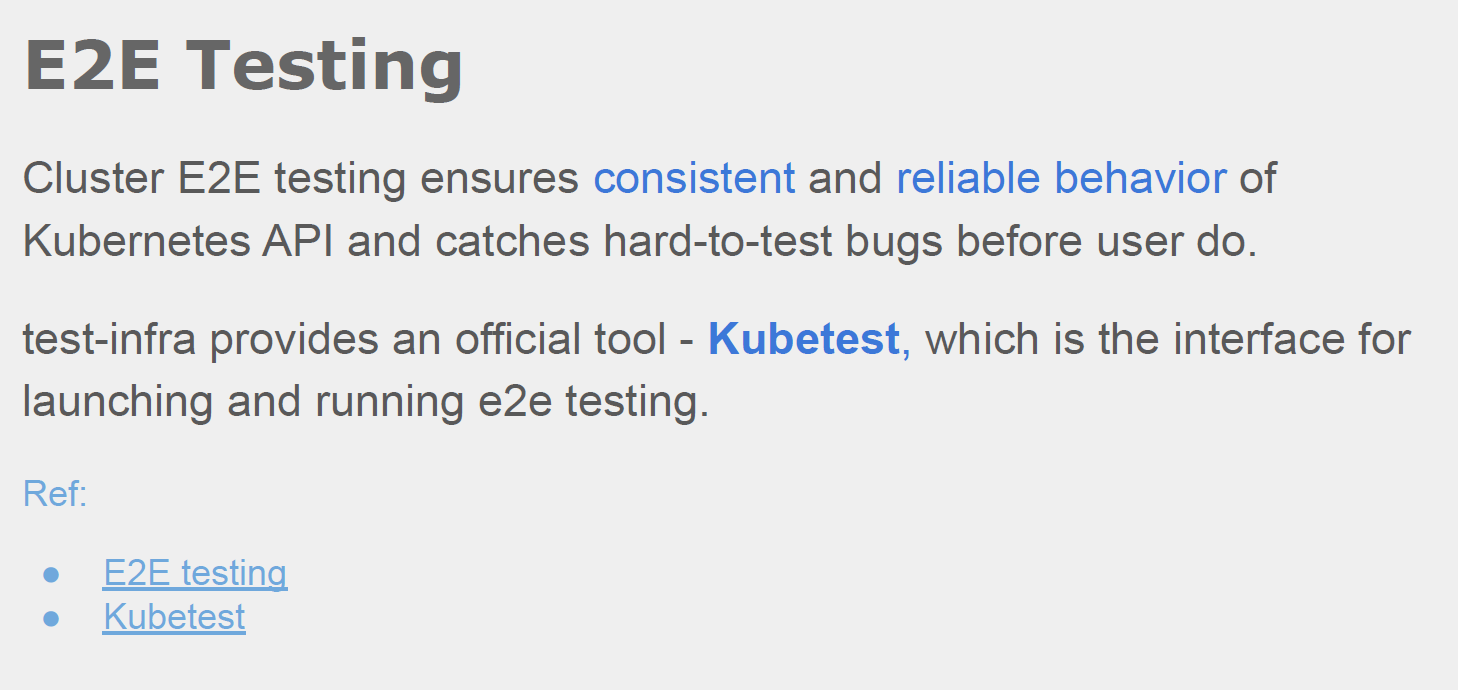 E2E Testing
Cluster E2E testing ensures consistent and reliable behavior of
Kubernetes API and catches hard-to-test bugs before user do.
test-infra provides an official tool - Kubetest, which is the interface for
launching and running e2e testing.
Ref:
● E2E testing
● Kubetest